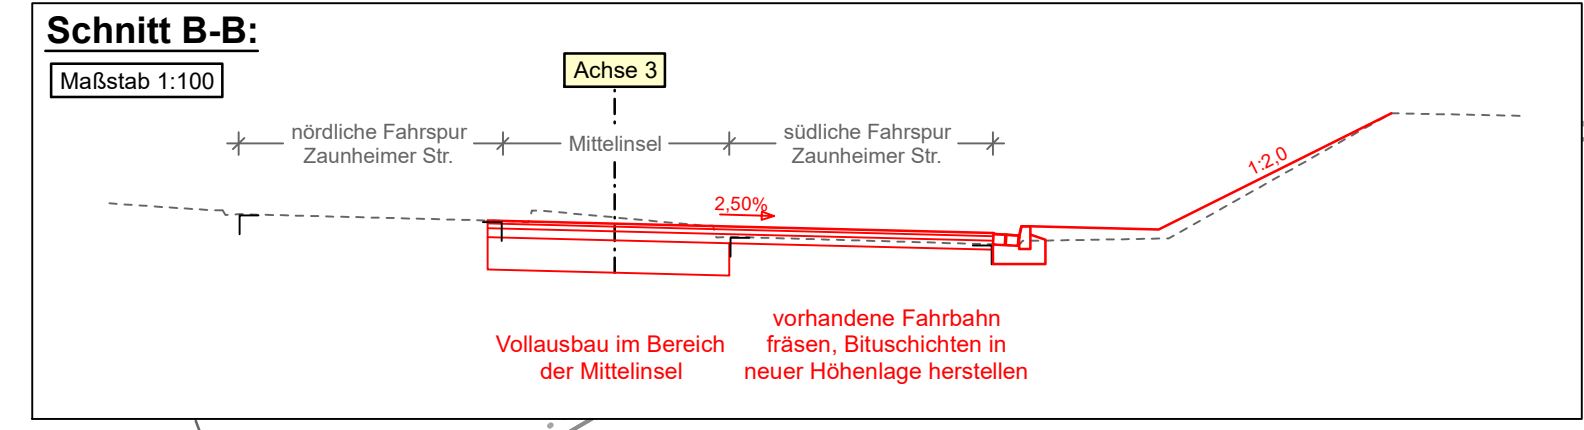 Schnitt B-B:
Maßstab 1:100
Achse 3
nördliche Fahrspur
Zaunheimer Str.
Mittelinsel
südliche Fahrspur
Zaunheimer Str.
1:2,0
2,50%
Vollausbau im Bereich
der Mittelinsel
vorhandene Fahrbahn
fräsen, Bituschichten in
neuer Höhenlage herstellen